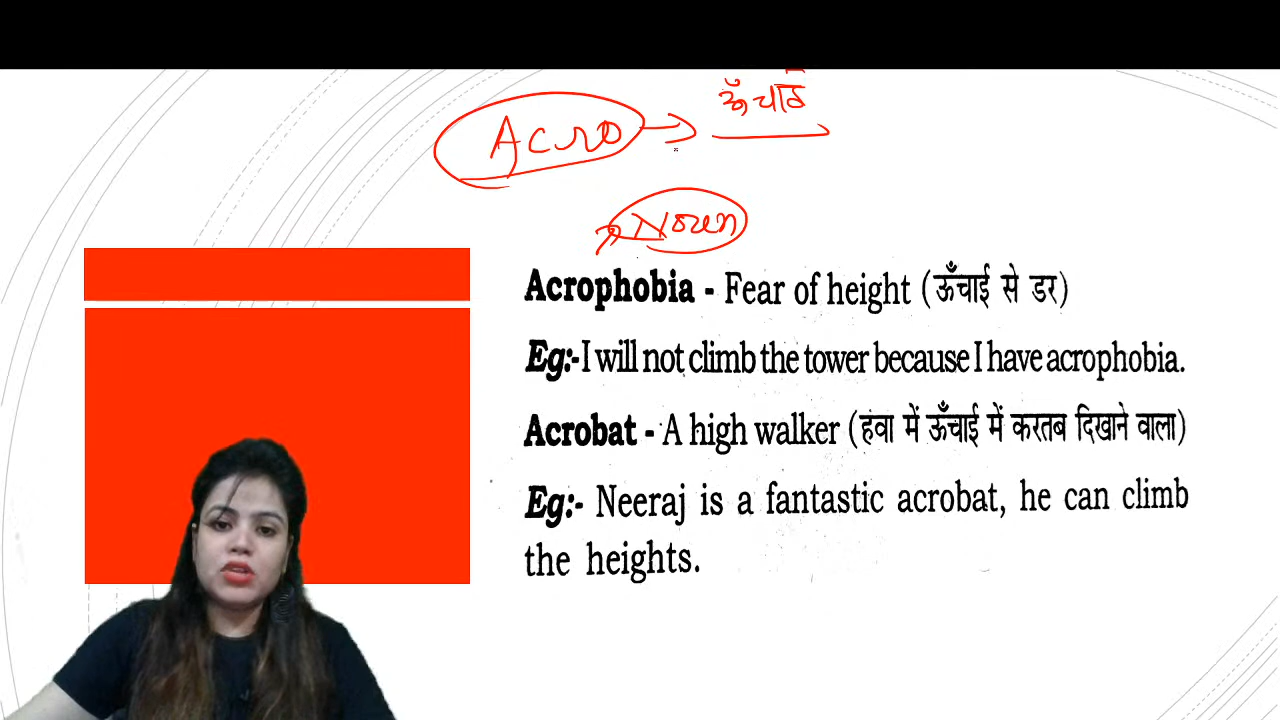 Acro → ऊँचाई
Noun
Acrophobia - Fear of height (ऊँचाई से डर)
Eg:- I will not climb the tower because I have acrophobia.
Acrobat - A high walker (हवा में ऊँचाई में करतब दिखाने वाला)
Eg:- Neeraj is a fantastic acrobat, he can climb
the heights.